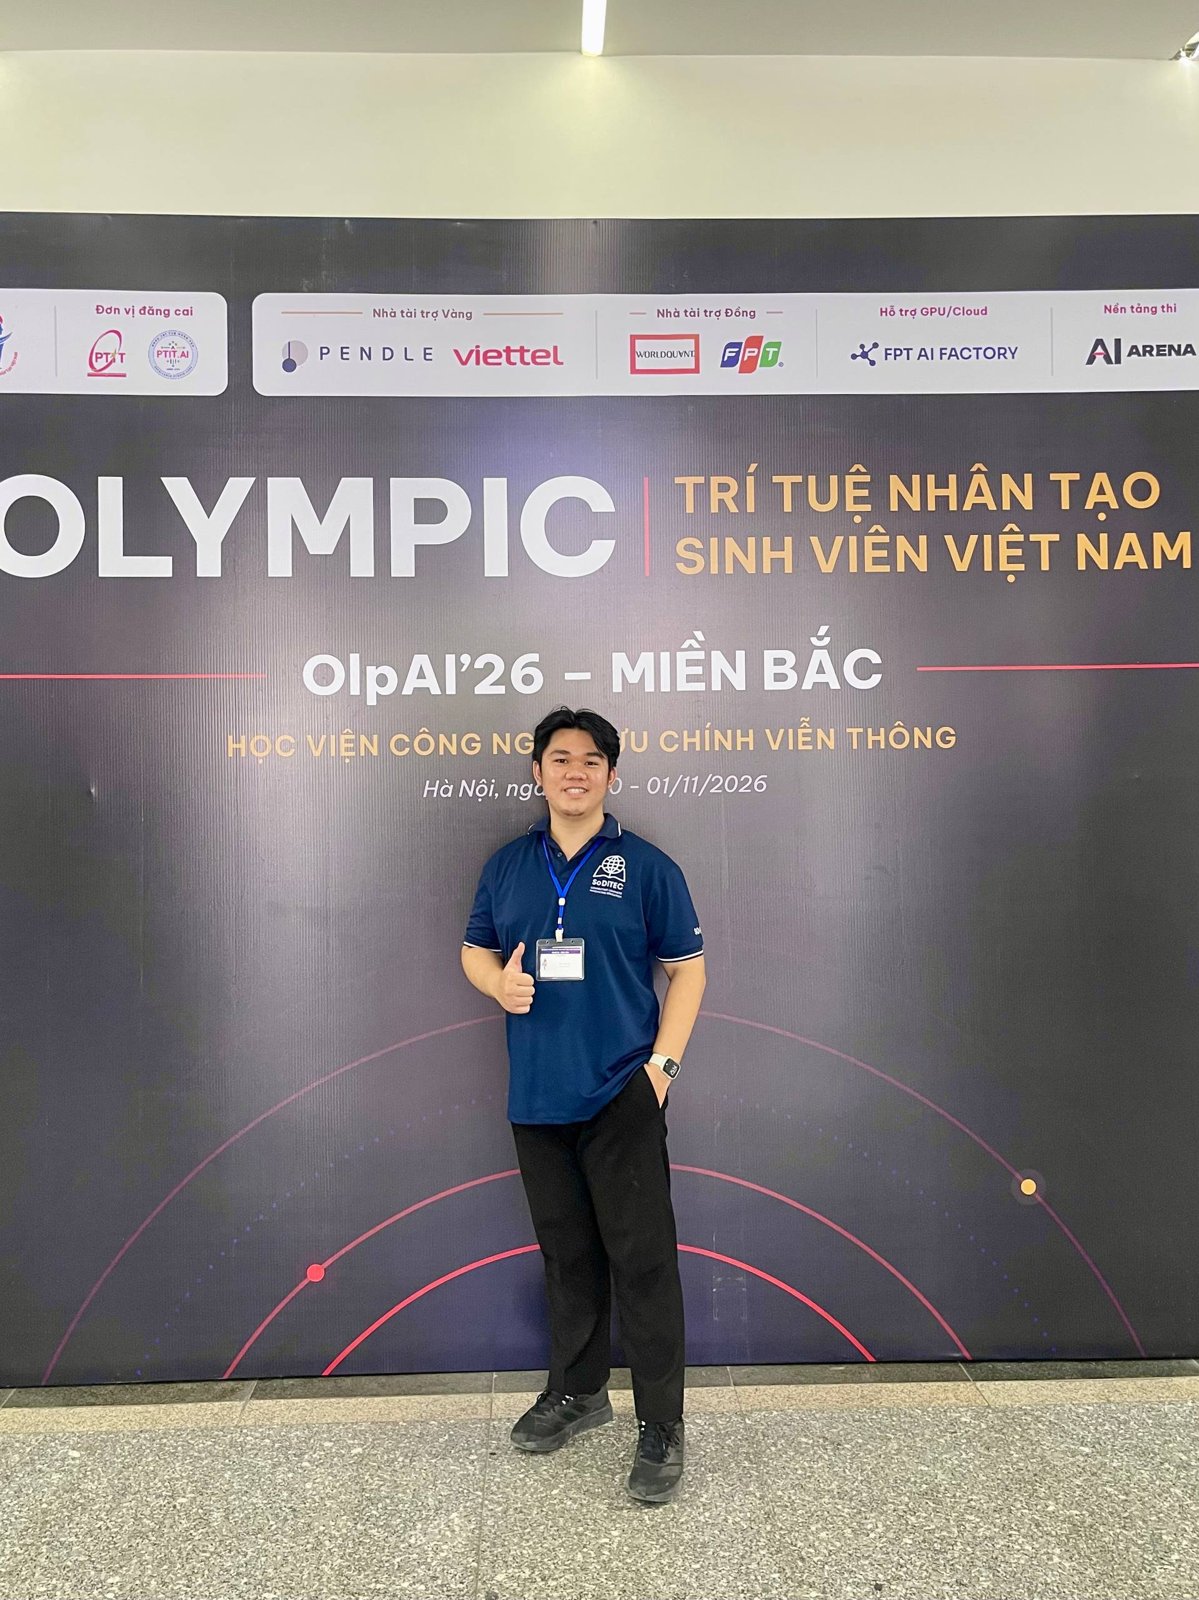 Đơn vị đăng cai
PTIT
PTIT.AI
Nhà tài trợ Vàng
PENDLE viettel
Nhà tài trợ Đồng
WORLDQUANT FPT
Hỗ trợ GPU/Cloud
FPT AI FACTORY
Nền tảng thi
AI ARENA
OLYMPIC
TRÍ TUỆ NHÂN TẠO
SINH VIÊN VIỆT NAM
OlpAI'26 – MIỀN BẮC
HỌC VIỆN CÔNG NG ƯU CHÍNH VIỄN THÔNG
Hà Nội, ngà 0 - 01/11/2026
SoDITEC